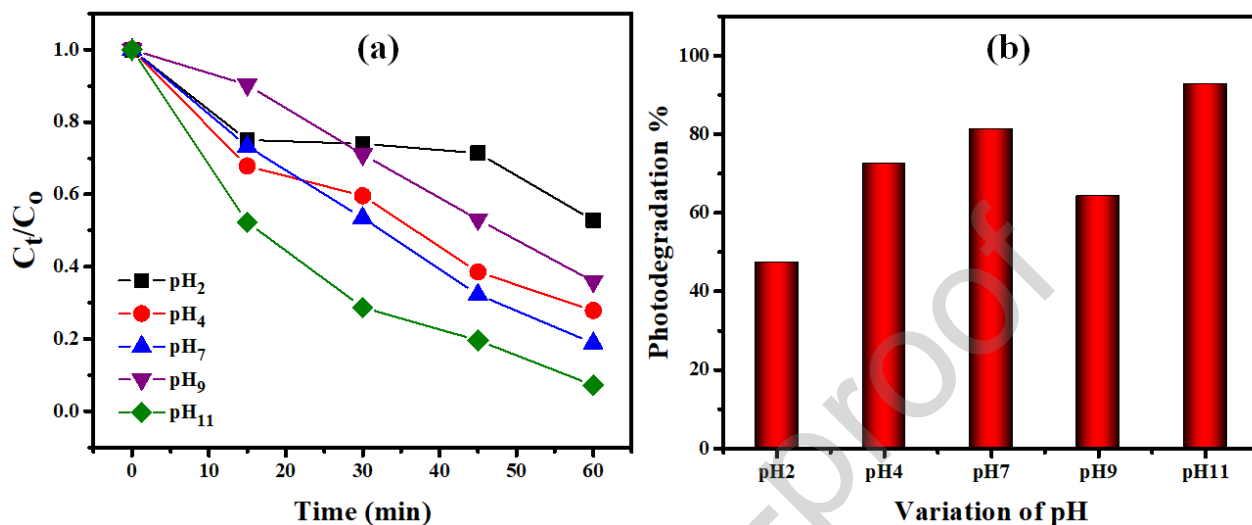 (a)
1.0
0.8
0.6
0.4
0.2
0.0
Ct/Co
pH2
pH4
pH7
pH9
pH11
0 10 20 30 40 50 60
Time (min)
(b)
100
80
60
40
20
0
Photodegradation %
pH2 pH4 pH7 pH9 pH11
Variation of pH